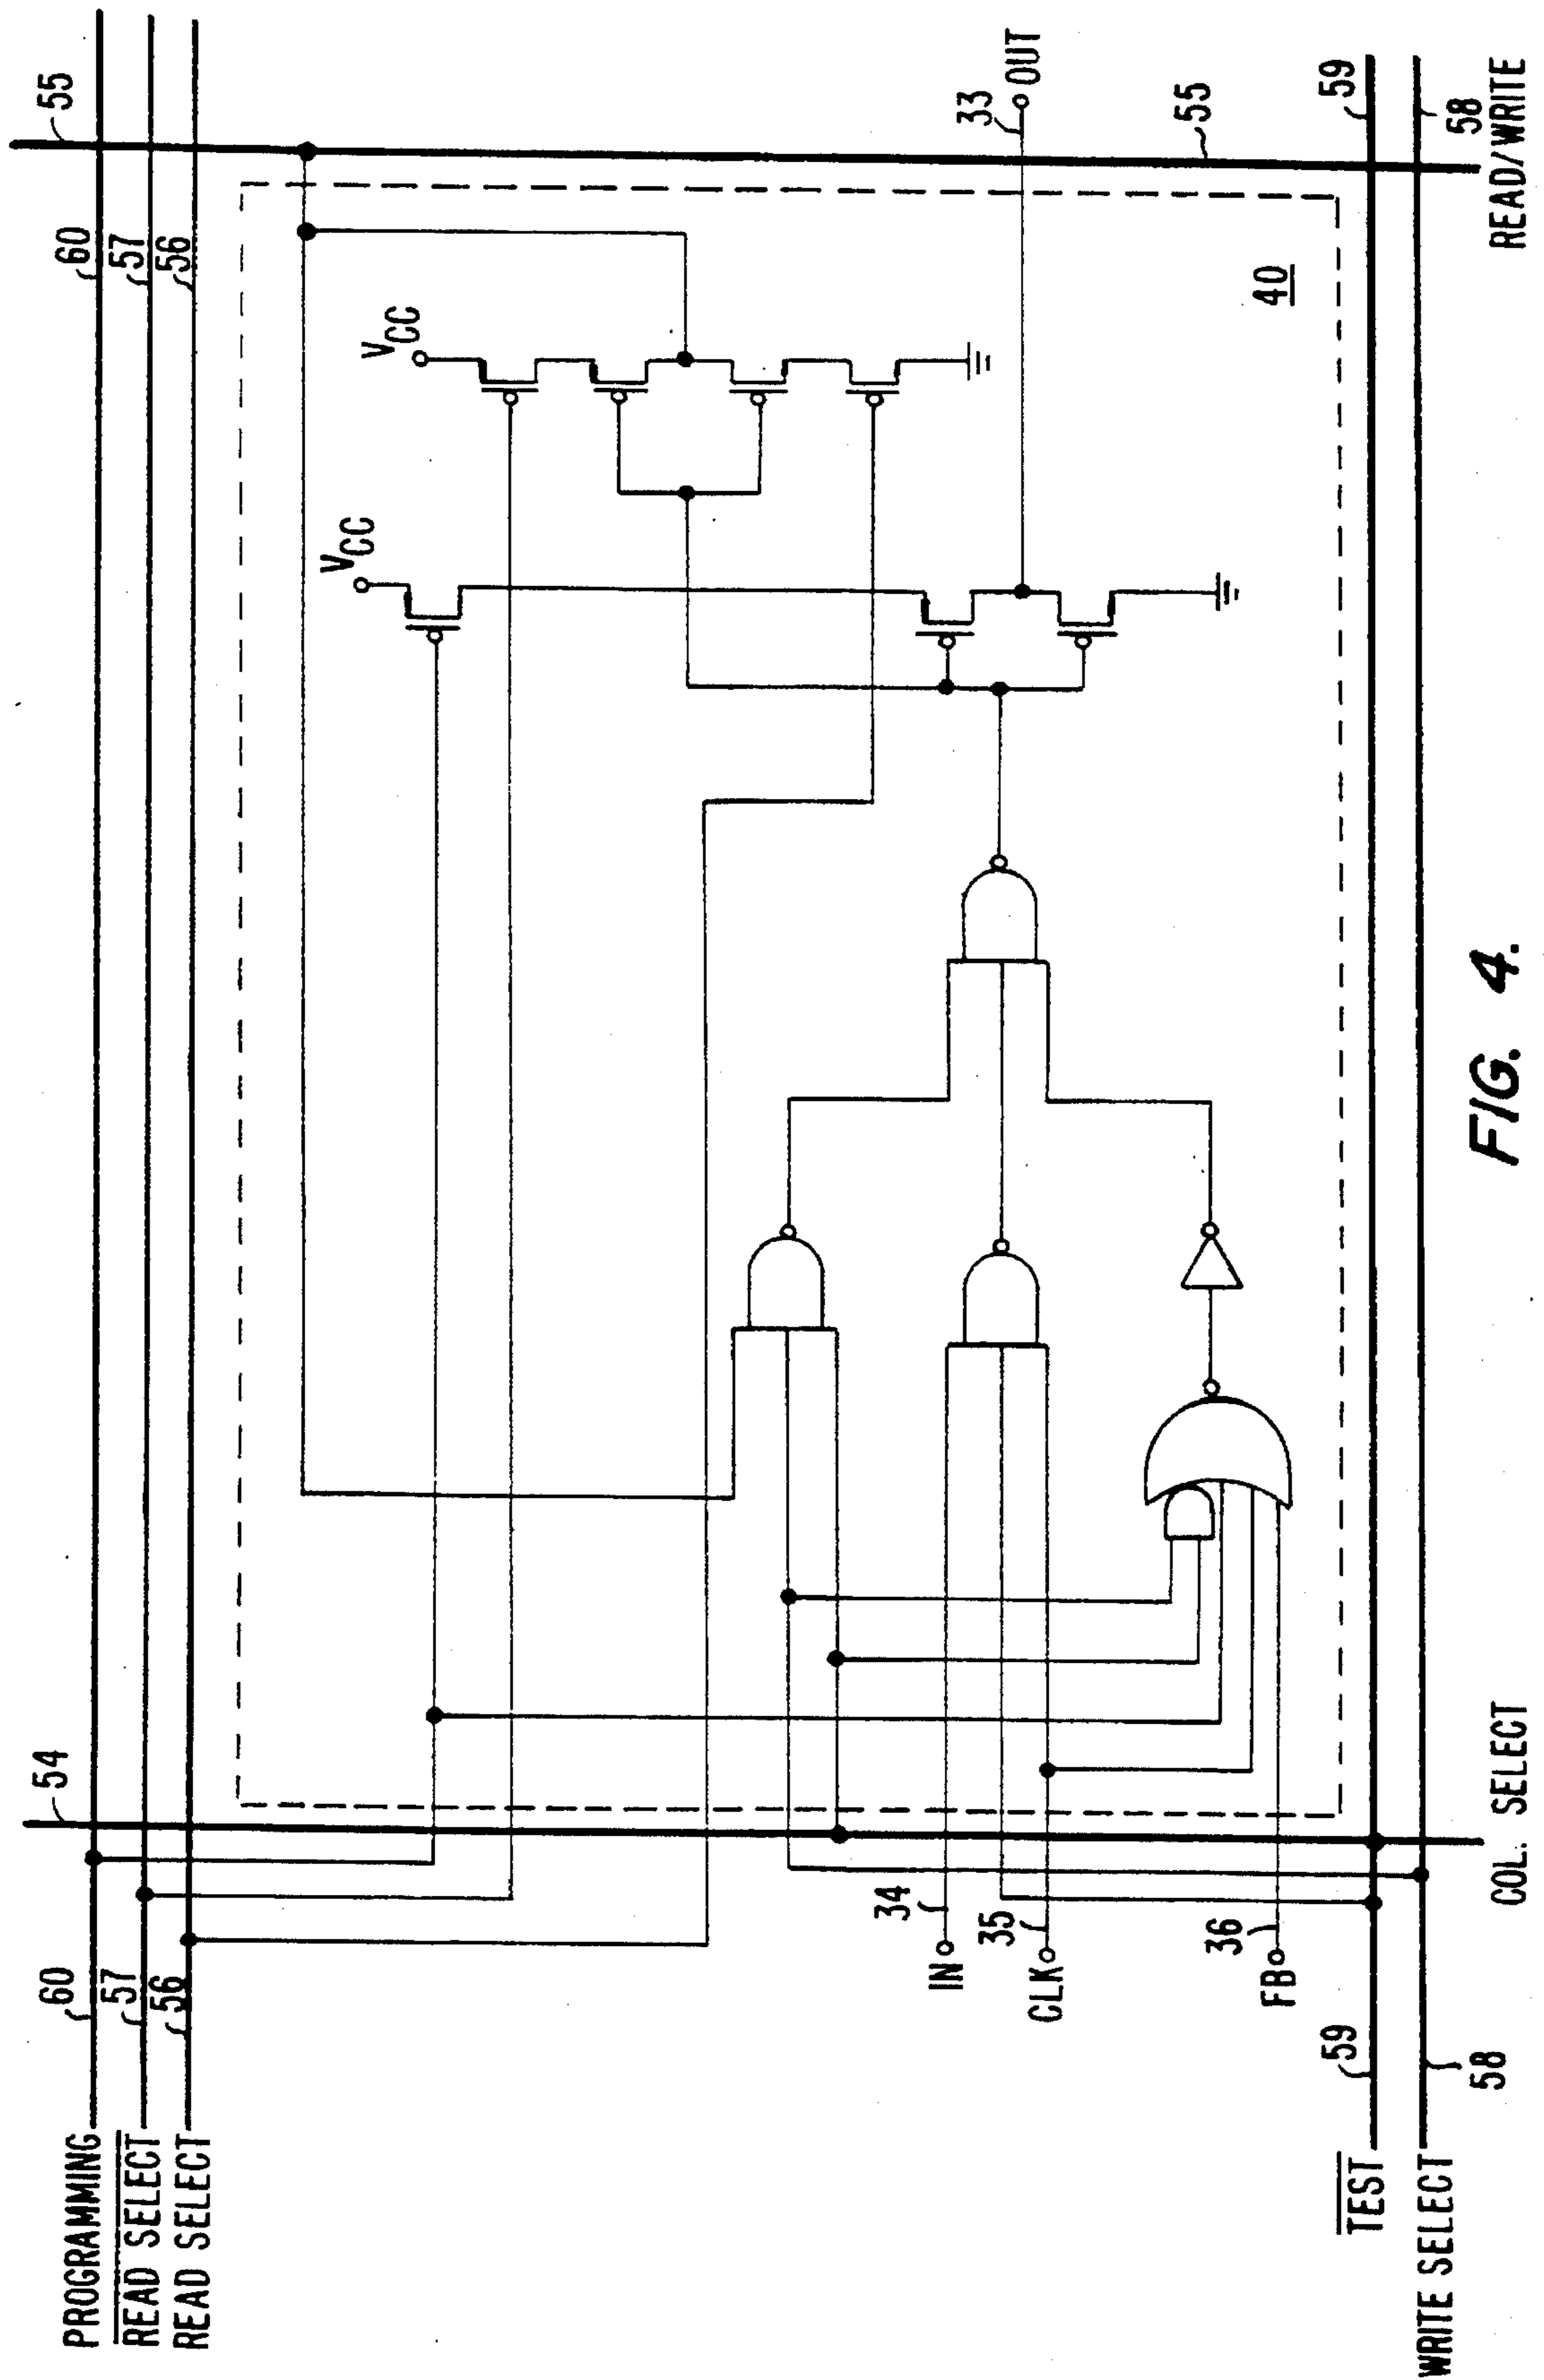 PROGRAMMING
READ SELECT
READ SELECT
60
57
56
54
60
57
56
55
VCC
VCC
IN
34
CLK
35
FB
36
33
OUT
40
55
TEST
59
59
WRITE SELECT
58
58
COL. SELECT
READ/WRITE
FIG. 4.